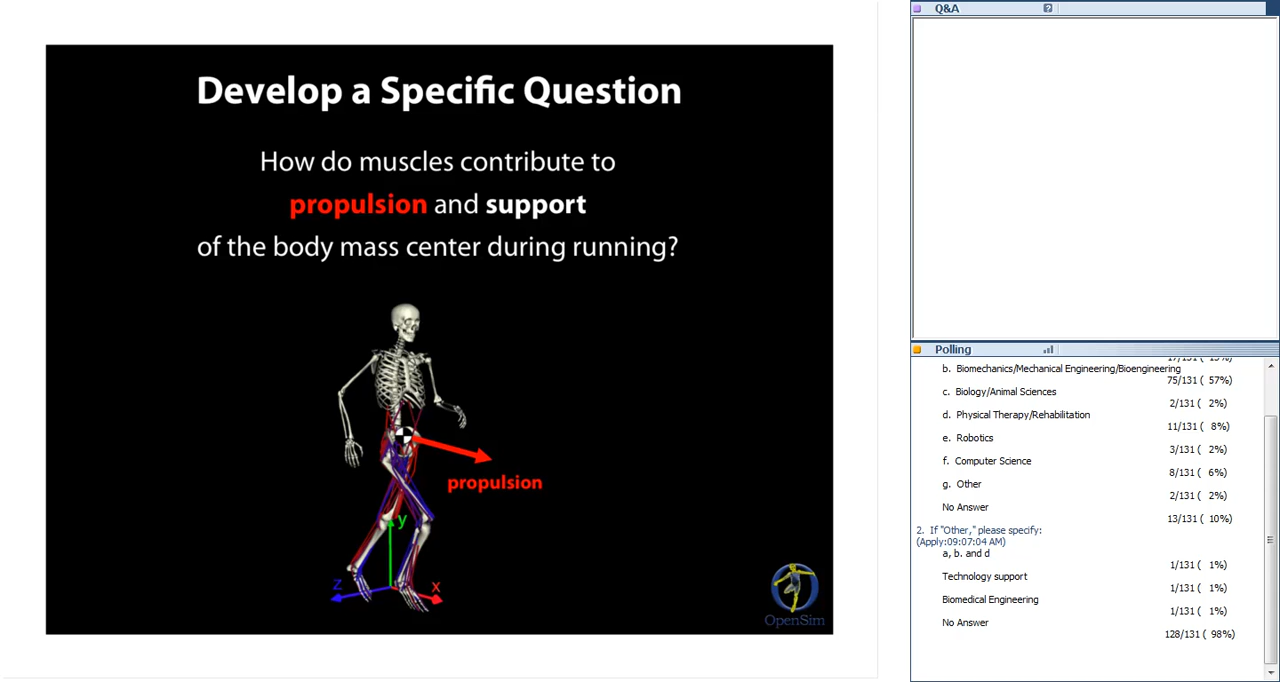 Develop a Specific Question
How do muscles contribute to
propulsion and support
of the body mass center during running?
propulsion
y
z
x
OpenSim
Q&A
?
Polling
17/131 ( 13%)
b. Biomechanics/Mechanical Engineering/Bioengineering
75/131 ( 57%)
c. Biology/Animal Sciences
2/131 ( 2%)
d. Physical Therapy/Rehabilitation
11/131 ( 8%)
e. Robotics
3/131 ( 2%)
f. Computer Science
8/131 ( 6%)
g. Other
2/131 ( 2%)
No Answer
13/131 ( 10%)
2. If "Other," please specify:
(Apply:09:07:04 AM)
a, b. and d
1/131 ( 1%)
Technology support
1/131 ( 1%)
Biomedical Engineering
1/131 ( 1%)
No Answer
128/131 ( 98%)